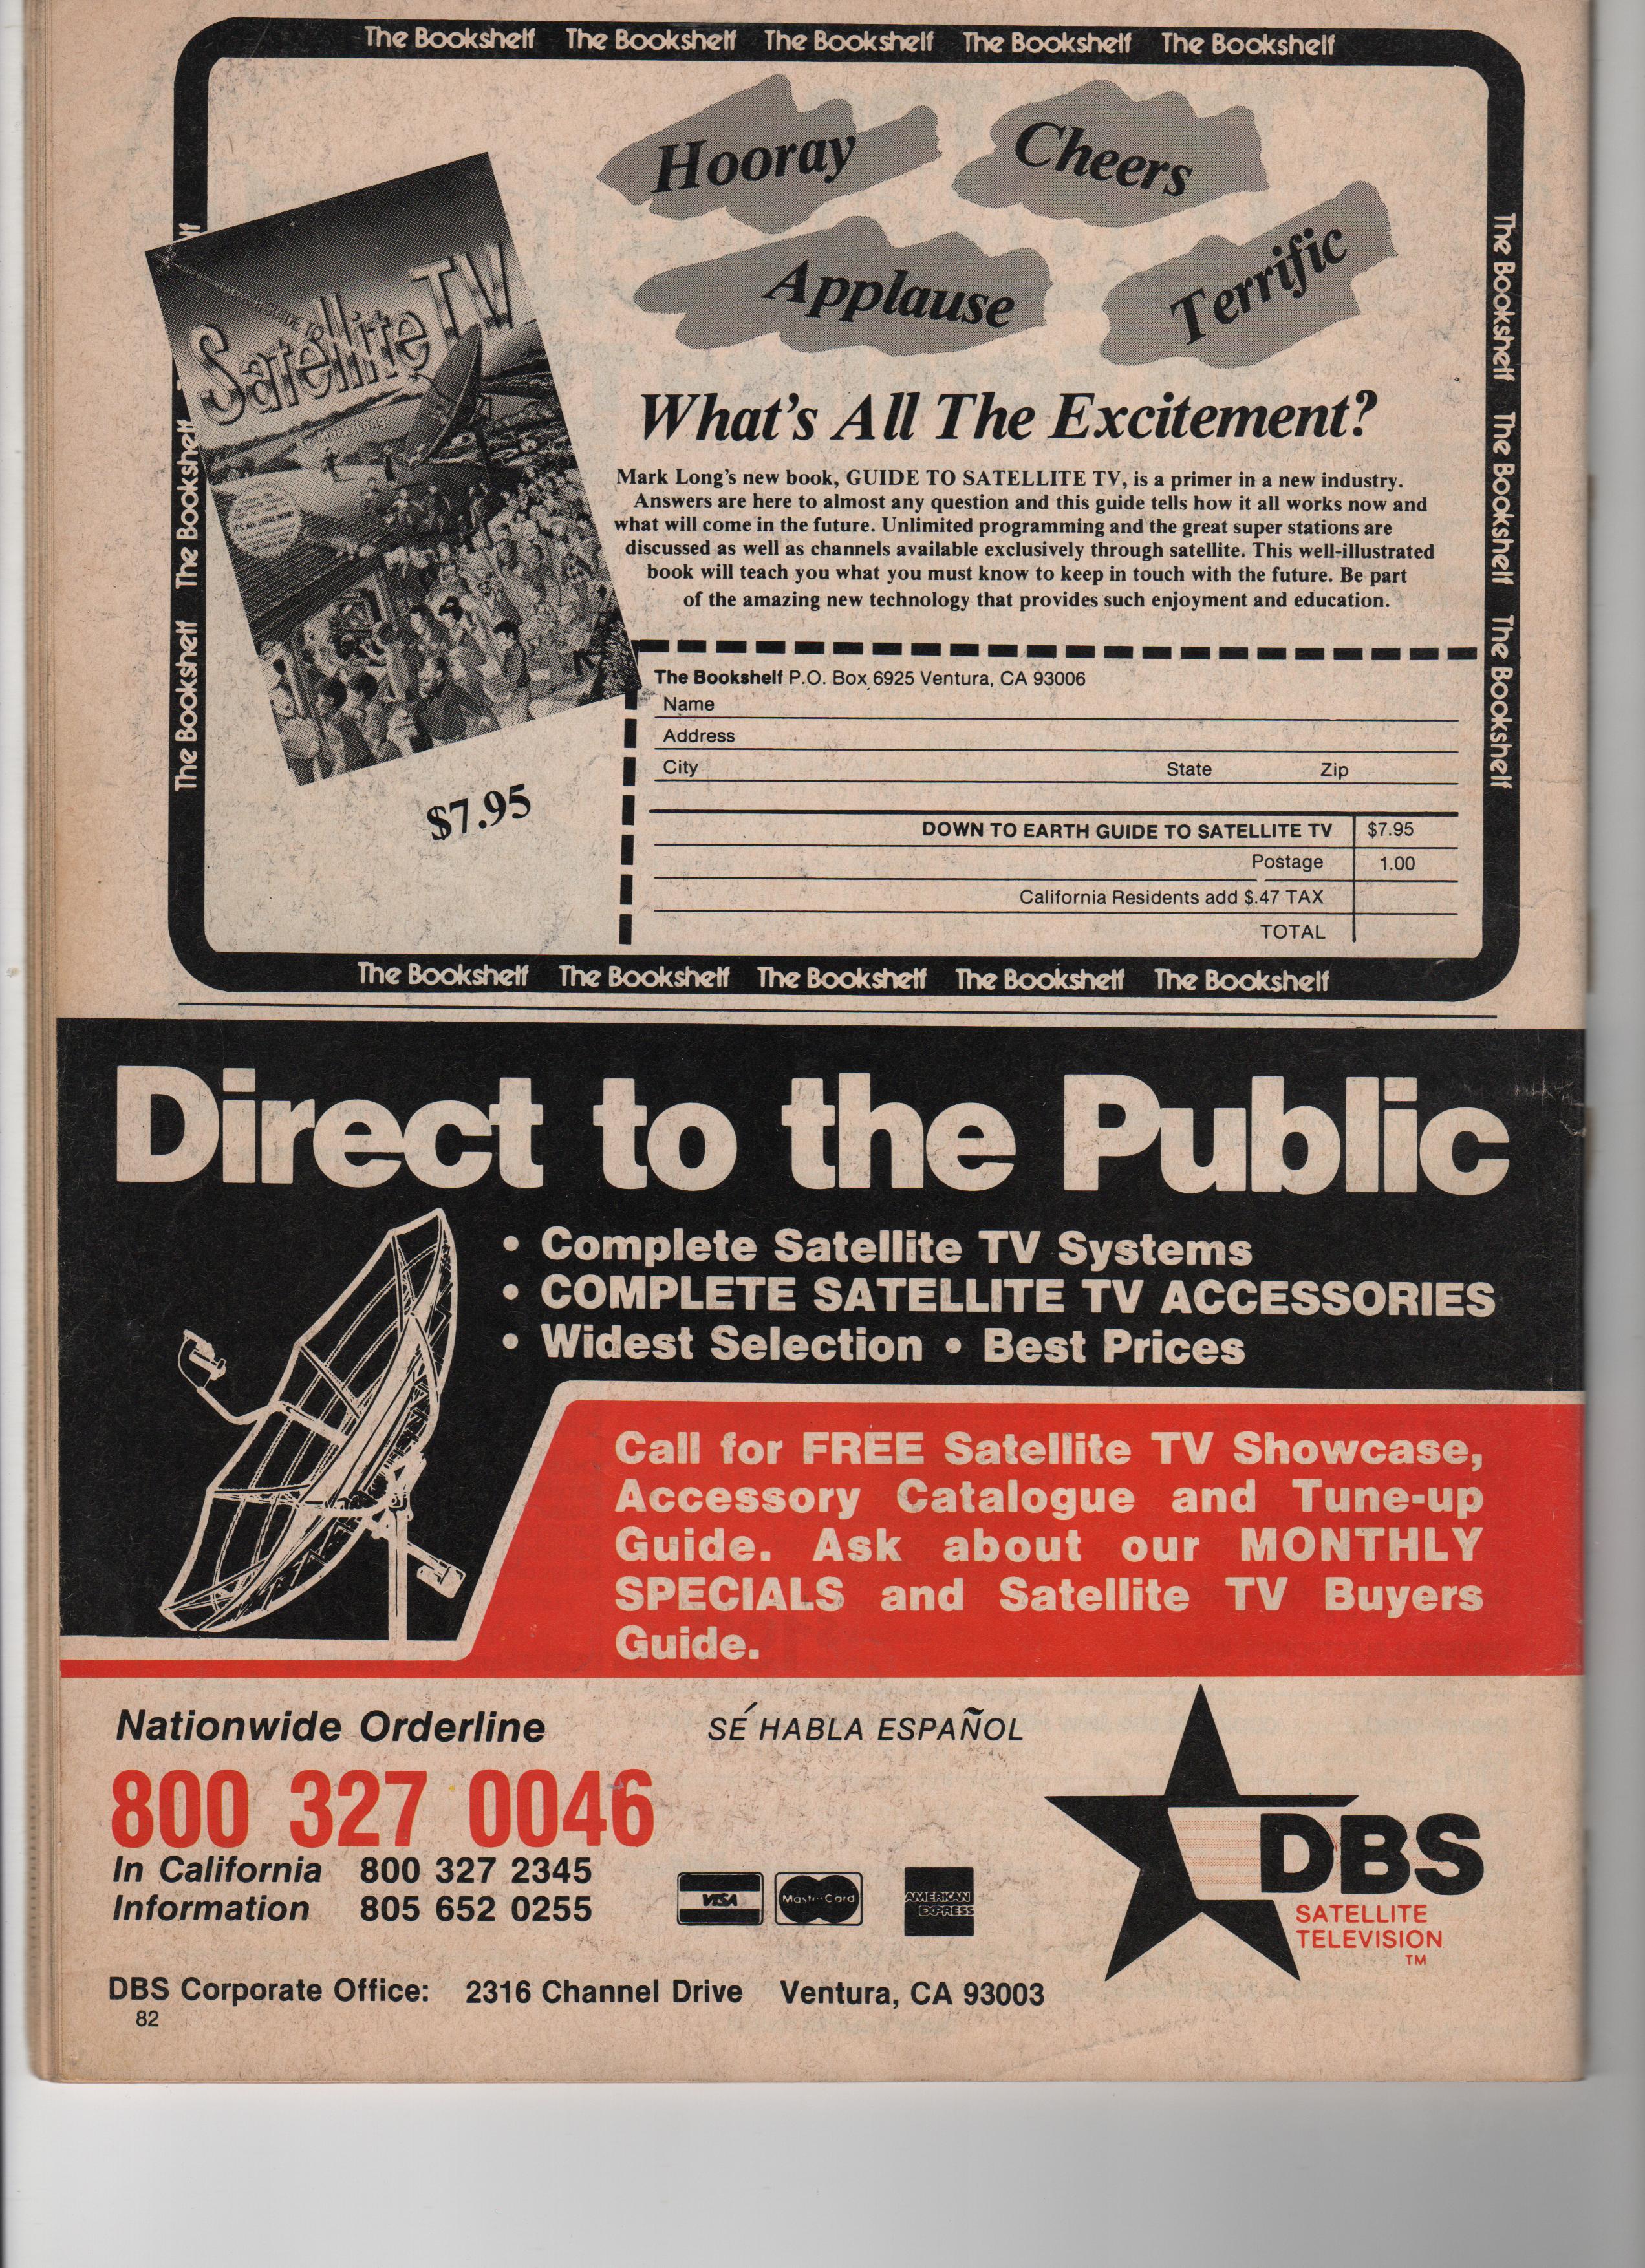 The Bookshelf The Bookshelf The Bookshelf The Bookshelf The Bookshelf
Hooray
Cheers
Applause
Terrific
GUIDE TO
Satellite TV
By Mark Long
IT'S ALL LEGAL NOW!
The Bookshelf The Bookshelf The Bookshelf
The Bookshelf The Bookshelf The Bookshelf
What's All The Excitement?
Mark Long's new book, GUIDE TO SATELLITE TV, is a primer in a new industry.
Answers are here to almost any question and this guide tells how it all works now and
what will come in the future. Unlimited programming and the great super stations are
discussed as well as channels available exclusively through satellite. This well-illustrated
book will teach you what you must know to keep in touch with the future. Be part
of the amazing new technology that provides such enjoyment and education.
$7.95
The Bookshelf P.O. Box 6925 Ventura, CA 93006
Name
Address
City State Zip
DOWN TO EARTH GUIDE TO SATELLITE TV $7.95
Postage 1.00
California Residents add $.47 TAX
TOTAL
The Bookshelf The Bookshelf The Bookshelf The Bookshelf The Bookshelf
Direct to the Public
• Complete Satellite TV Systems
• COMPLETE SATELLITE TV ACCESSORIES
• Widest Selection • Best Prices
Call for FREE Satellite TV Showcase,
Accessory Catalogue and Tune-up
Guide. Ask about our MONTHLY
SPECIALS and Satellite TV Buyers
Guide.
Nationwide Orderline
SÉ HABLA ESPAÑOL
800 327 0046
In California 800 327 2345
Information 805 652 0255
VISA
MasterCard
AMERICAN
EXPRESS
DBS
SATELLITE
TELEVISION
TM
DBS Corporate Office: 2316 Channel Drive Ventura, CA 93003
82